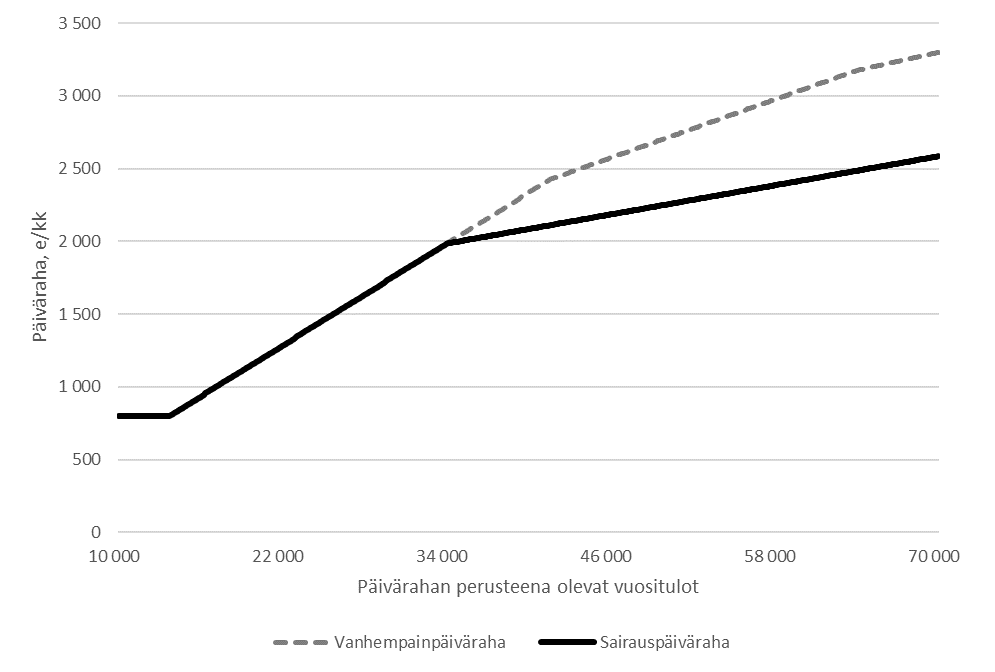 3 500
3 000
2 500
2 000
1 500
1 000
500
0
Päiväraha, e/kk
10 000 22 000 34 000 46 000 58 000 70 000
Päivärahan perusteena olevat vuositulot
Vanhempainpäiväraha Sairauspäiväraha